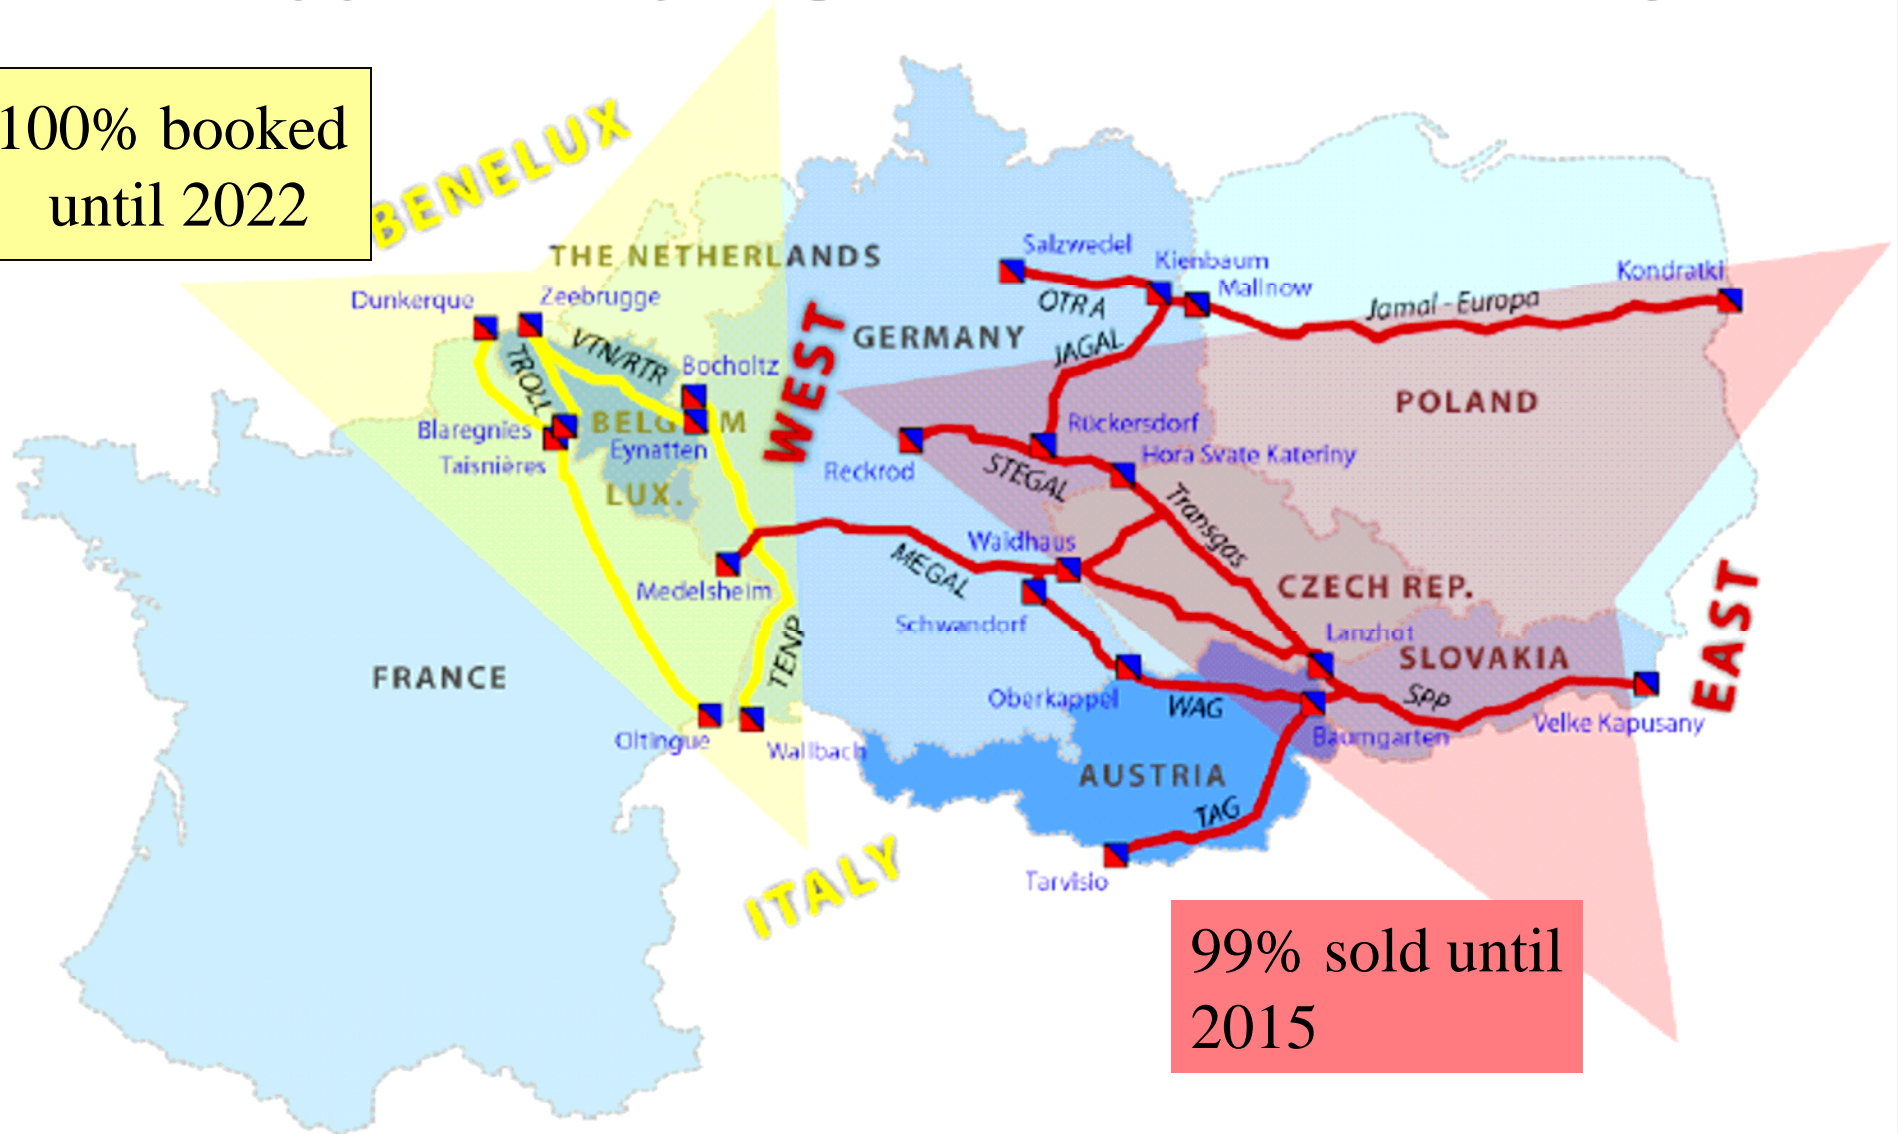 100% booked
until 2022
BENELUX
THE NETHERLANDS
Salzwedel
Kienbaum
Mallnow
Kondratki
Dunkerque
Zeebrugge
OTRA
Jamal-Europa
WEST
GERMANY
JAGAL
VTN/RTR
TROLL
Bocholtz
POLAND
Blaregnies
BELG M
Rückersdorf
Taisnières
Eynatten
Reckrod
Hora Svate Kateriny
STEGAL
LUX.
Transgas
Waidhaus
MEGAL
Medelsheim
CZECH REP.
EAST
Schwandorf
Lanzhot
TENP
SLOVAKIA
FRANCE
Oberkappel
WAG
SPP
Velke Kapusany
Oltingue
Wallbach
Baumgarten
AUSTRIA
TAG
ITALY
Tarvisio
99% sold until
2015